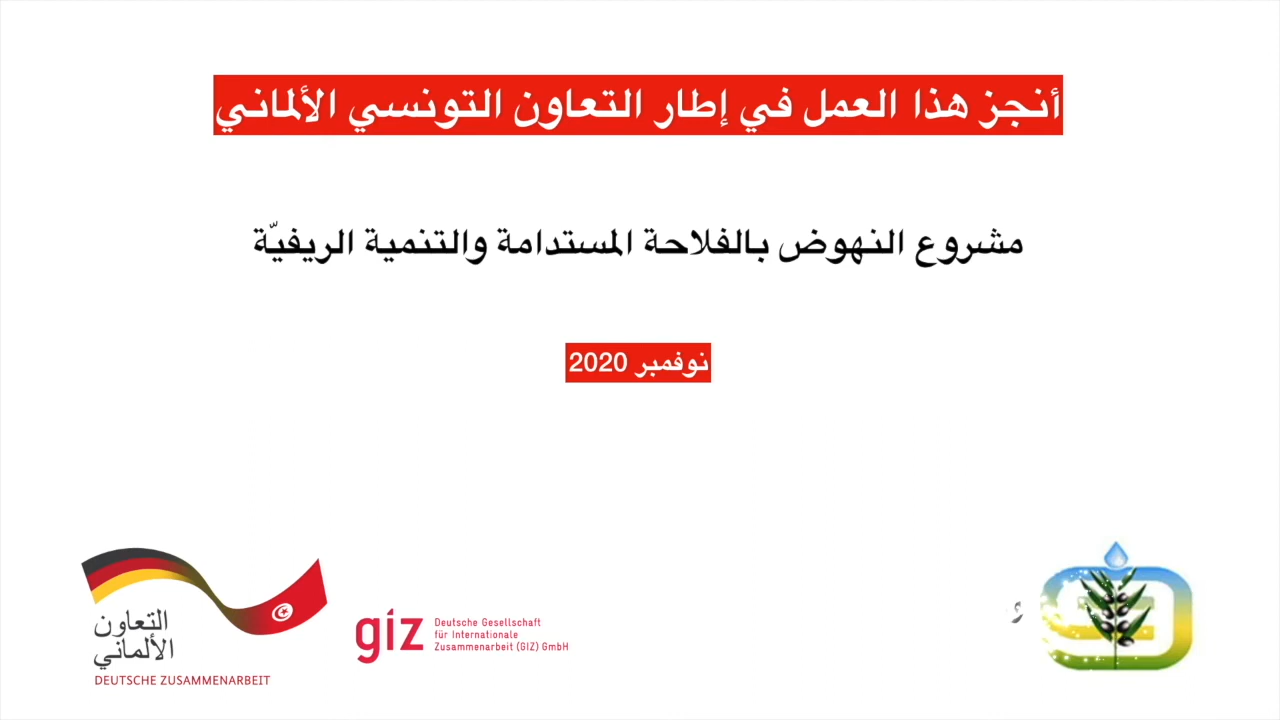 أنجز هذا العمل في إطار التعاون التونسي الألماني
مشروع النهوض بالفلاحة المستدامة والتنمية الريفيّة
نوفمبر 2020
التعاون
الألماني
DEUTSCHE ZUSAMMENARBEIT
giz
Deutsche Gesellschaft
für Internationale
Zusammenarbeit (GIZ) GmbH